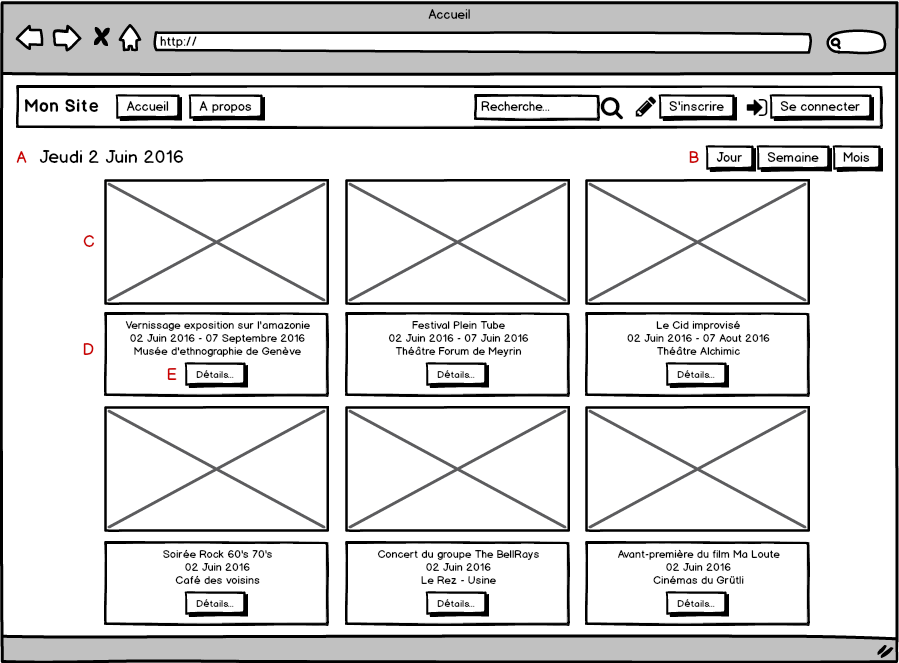 Accueil
http://
Mon Site Accueil A propos Recherche... S'inscrire Se connecter
A Jeudi 2 Juin 2016 B Jour Semaine Mois
C
D
Vernissage exposition sur l'amazonie
02 Juin 2016 - 07 Septembre 2016
Musée d'ethnographie de Genève
E Détails...
Festival Plein Tube
02 Juin 2016 - 07 Juin 2016
Théâtre Forum de Meyrin
Détails...
Le Cid improvisé
02 Juin 2016 - 07 Aout 2016
Théâtre Alchimic
Détails...
Soirée Rock 60's 70's
02 Juin 2016
Café des voisins
Détails...
Concert du groupe The BellRays
02 Juin 2016
Le Rez - Usine
Détails...
Avant-première du film Ma Loute
02 Juin 2016
Cinémas du Grütli
Détails...